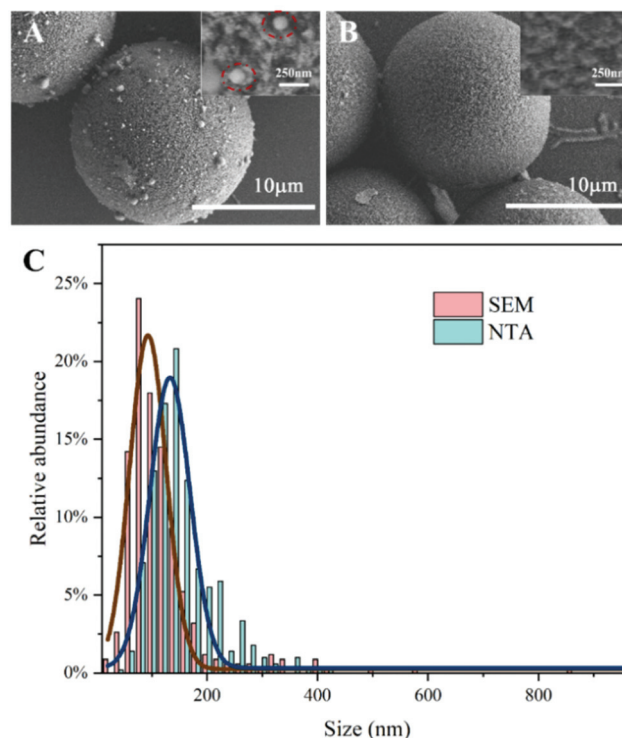 A
250nm
10μm
B
250nm
10μm
C
25%
20%
15%
10%
5%
0%
Relative abundance
SEM
NTA
200
400
600
800
Size (nm)